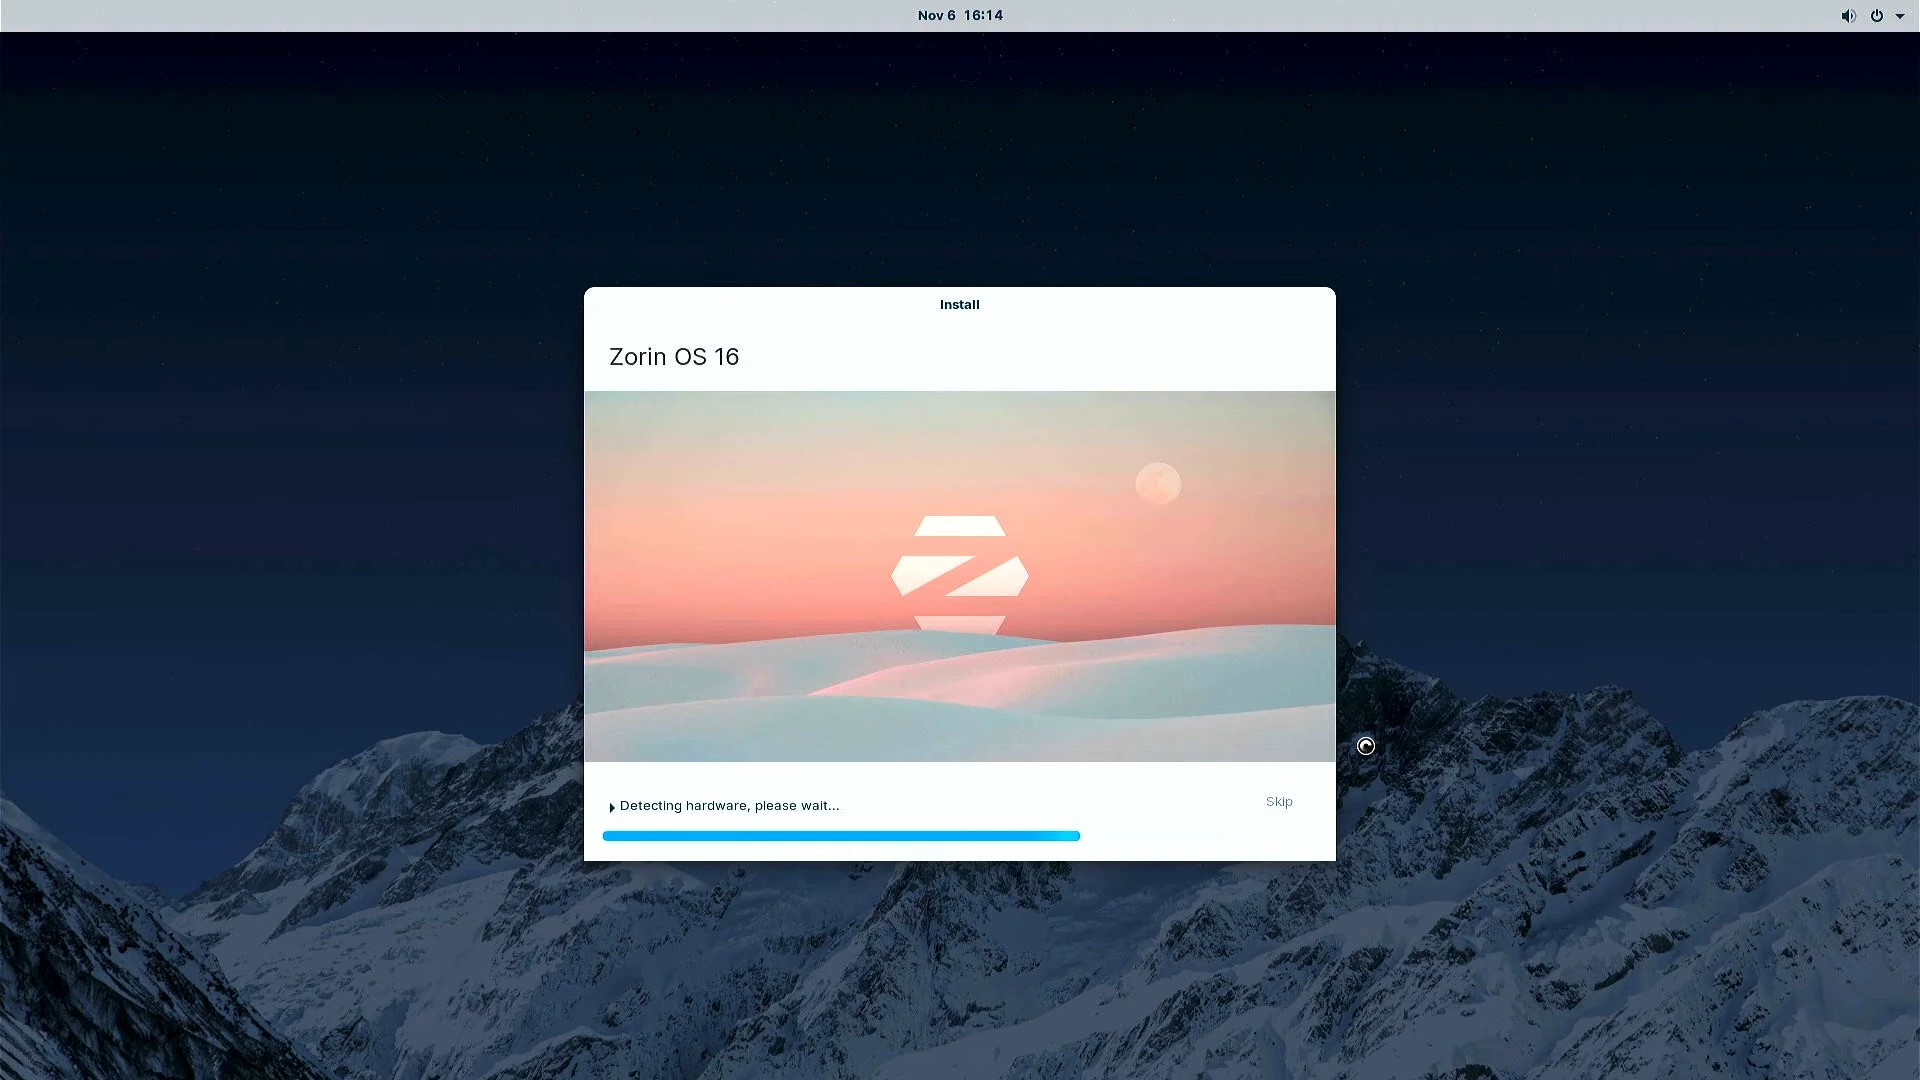 Nov 6 16:14
Install
Zorin OS 16
Detecting hardware, please wait...
Skip